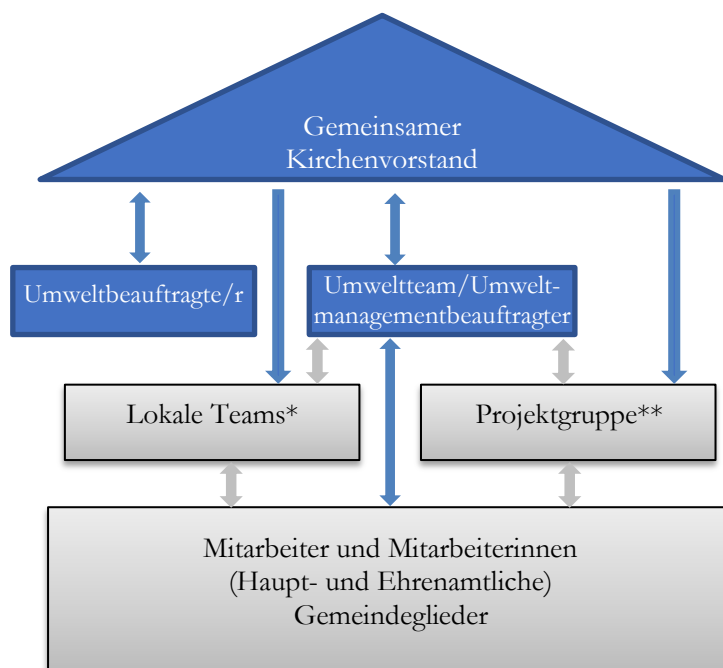 Gemeinsamer
Kirchenvorstand
Umweltbeauftragte/r
Umweltteam/Umwelt-
managementbeauftragter
Lokale Teams*
Projektgruppe**
Mitarbeiter und Mitarbeiterinnen
(Haupt- und Ehrenamtliche)
Gemeindeglieder